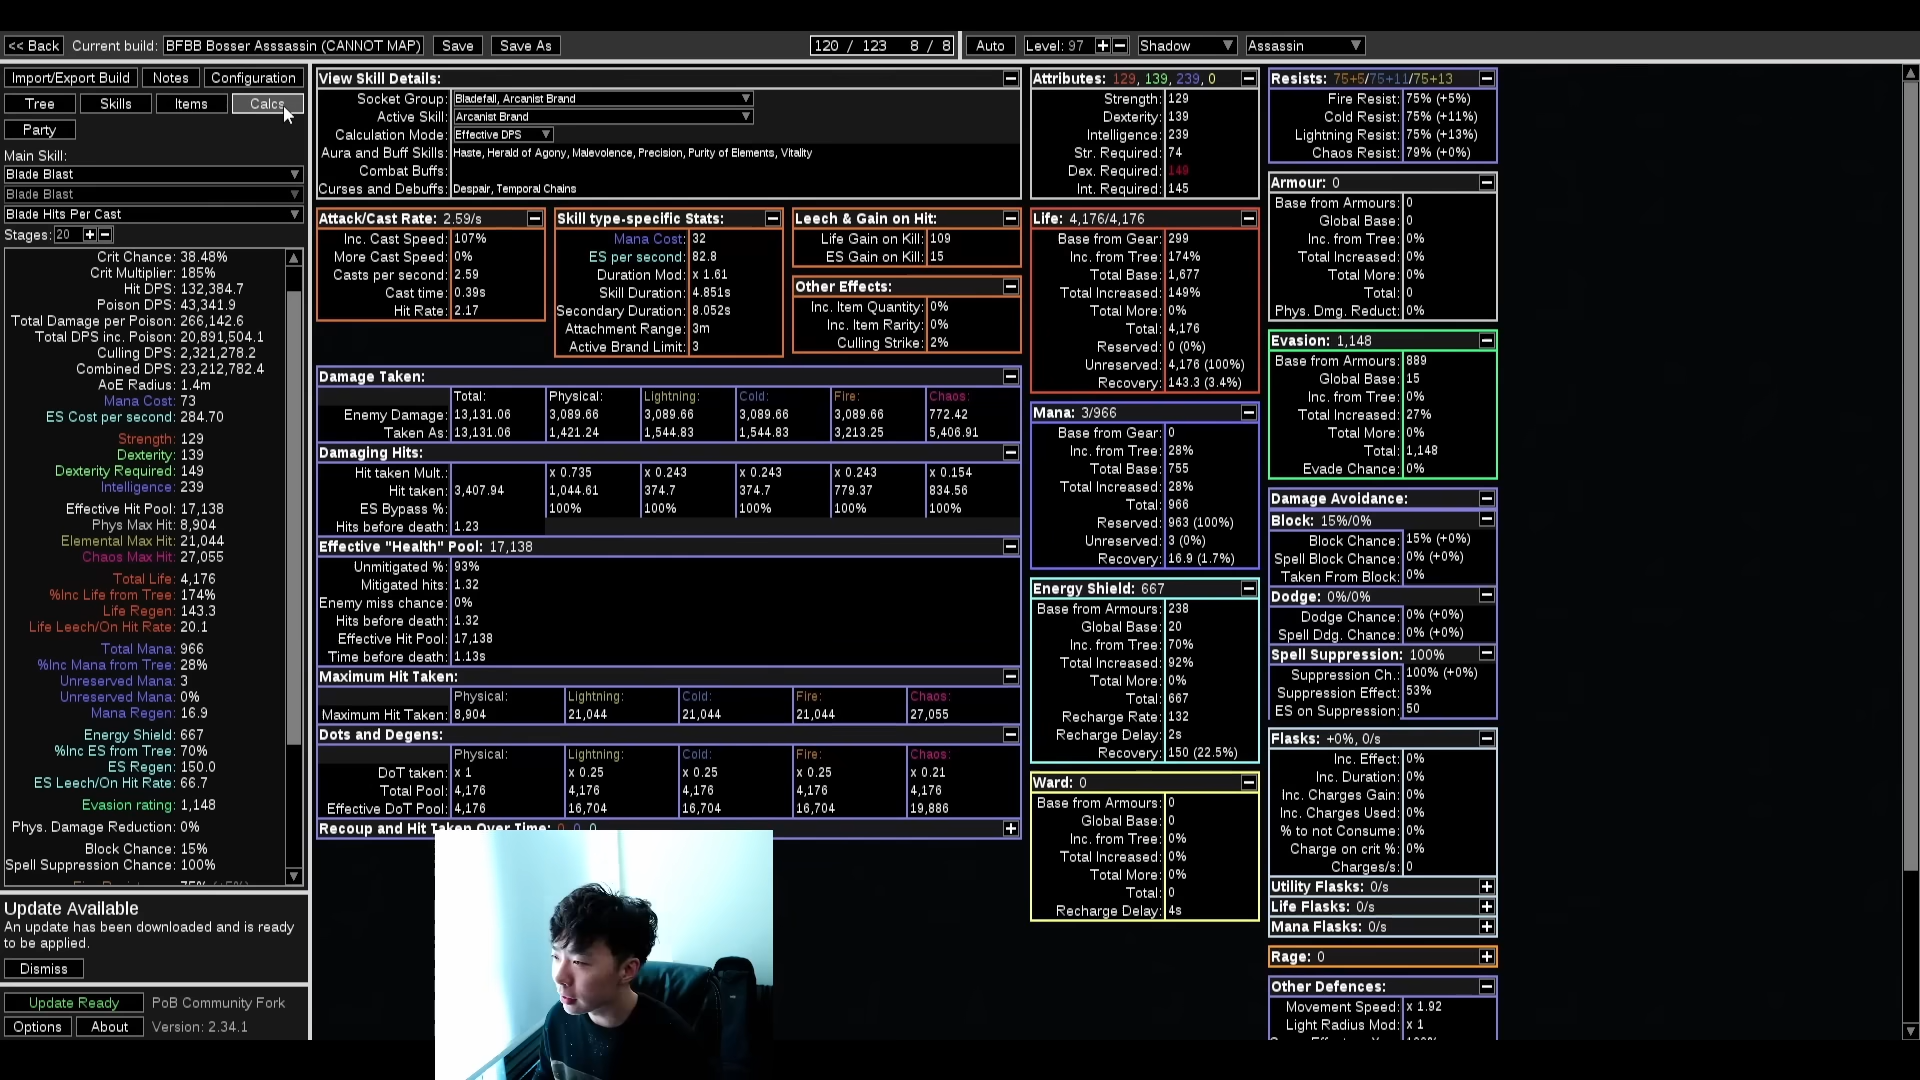 << Back Current build: BFBB Bosser Asssassin (CANNOT MAP) Save Save As 120 / 123 8 / 8 Auto Level: 97 Shadow Assassin
Import/Export Build Notes Configuration
Tree Skills Items Calcs
Party
Main Skill:
Blade Blast
Blade Blast
Blade Hits Per Cast
Stages: 20
Crit Chance: 38.48%
Crit Multiplier: 185%
Hit DPS: 132,384.7
Poison DPS: 43,341.9
Total Damage per Poison: 266,142.6
Total DPS inc. Poison: 20,891,504.1
Culling DPS: 2,321,278.2
Combined DPS: 23,212,782.4
AoE Radius: 1.4m
Mana Cost: 73
ES Cost per second: 284.70
Strength: 129
Dexterity: 139
Dexterity Required: 149
Intelligence: 239
Effective Hit Pool: 17,138
Phys Max Hit: 8,904
Elemental Max Hit: 21,044
Chaos Max Hit: 27,055
Total Life: 4,176
%Inc Life from Tree: 174%
Life Regen: 143.3
Life Leech/On Hit Rate: 20.1
Total Mana: 966
%Inc Mana from Tree: 28%
Unreserved Mana: 3
Unreserved Mana: 0%
Mana Regen: 16.9
Energy Shield: 667
%Inc ES from Tree: 70%
ES Regen: 150.0
ES Leech/On Hit Rate: 66.7
Evasion rating: 1,148
Phys. Damage Reduction: 0%
Block Chance: 15%
Spell Suppression Chance: 100%
Update Available
An update has been downloaded and is ready
to be applied.
Dismiss
Update Ready PoB Community Fork
Options About Version: 2.34.1
View Skill Details:
Socket Group: Bladefall, Arcanist Brand
Active Skill: Arcanist Brand
Calculation Mode: Effective DPS
Aura and Buff Skills: Haste, Herald of Agony, Malevolence, Precision, Purity of Elements, Vitality
Combat Buffs:
Curses and Debuffs: Despair, Temporal Chains
Attack/Cast Rate: 2.59/s
Inc. Cast Speed: 107%
More Cast Speed: 0%
Casts per second: 2.59
Cast time: 0.39s
Hit Rate: 2.17
Skill type-specific Stats:
Mana Cost: 32
ES per second: 82.8
Duration Mod: x 1.61
Skill Duration: 4.851s
Secondary Duration: 8.052s
Attachment Range: 3m
Active Brand Limit: 3
Leech & Gain on Hit:
Life Gain on Kill: 109
ES Gain on Kill: 15
Other Effects:
Inc. Item Quantity: 0%
Inc. Item Rarity: 0%
Culling Strike: 2%
Damage Taken:
Total: Physical: Lightning: Cold: Fire: Chaos:
Enemy Damage: 13,131.06 3,089.66 3,089.66 3,089.66 3,089.66 772.42
Taken As: 13,131.06 1,421.24 1,544.83 1,544.83 3,213.25 5,406.91
Damaging Hits:
Hit taken Mult.: x 0.735 x 0.243 x 0.243 x 0.243 x 0.154
Hit taken: 3,407.94 1,044.61 374.7 374.7 779.37 834.56
ES Bypass %: 100% 100% 100% 100% 100%
Hits before death: 1.23
Effective "Health" Pool: 17,138
Unmitigated %: 93%
Mitigated hits: 1.32
Enemy miss chance: 0%
Hits before death: 1.32
Effective Hit Pool: 17,138
Time before death: 1.13s
Maximum Hit Taken:
Physical: Lightning: Cold: Fire: Chaos:
Maximum Hit Taken: 8,904 21,044 21,044 21,044 27,055
Dots and Degens:
Physical: Lightning: Cold: Fire: Chaos:
DoT taken: x 1 x 0.25 x 0.25 x 0.25 x 0.21
Total Pool: 4,176 4,176 4,176 4,176 4,176
Effective DoT Pool: 4,176 16,704 16,704 16,704 19,886
Recoup and Hit Taken Over Time: 0, 0, 0
Attributes: 129, 139, 239, 0
Strength: 129
Dexterity: 139
Intelligence: 239
Str. Required: 74
Dex. Required: 149
Int. Required: 145
Life: 4,176/4,176
Base from Gear: 299
Inc. from Tree: 174%
Total Base: 1,677
Total Increased: 149%
Total More: 0%
Total: 4,176
Reserved: 0 (0%)
Unreserved: 4,176 (100%)
Recovery: 143.3 (3.4%)
Mana: 3/966
Base from Gear: 0
Inc. from Tree: 28%
Total Base: 755
Total Increased: 28%
Total: 966
Reserved: 963 (100%)
Unreserved: 3 (0%)
Recovery: 16.9 (1.7%)
Energy Shield: 667
Base from Armours: 238
Global Base: 20
Inc. from Tree: 70%
Total Increased: 92%
Total More: 0%
Total: 667
Recharge Rate: 132
Recharge Delay: 2s
Recovery: 150 (22.5%)
Ward: 0
Base from Armours: 0
Global Base: 0
Inc. from Tree: 0%
Total Increased: 0%
Total More: 0%
Total: 0
Recharge Delay: 4s
Resists: 75+5/75+11/75+13
Fire Resist: 75% (+5%)
Cold Resist: 75% (+11%)
Lightning Resist: 75% (+13%)
Chaos Resist: 79% (+0%)
Armour: 0
Base from Armours: 0
Global Base: 0
Inc. from Tree: 0%
Total Increased: 0%
Total More: 0%
Total: 0
Phys. Dmg. Reduct: 0%
Evasion: 1,148
Base from Armours: 889
Global Base: 15
Inc. from Tree: 0%
Total Increased: 27%
Total More: 0%
Total: 1,148
Evade Chance: 0%
Damage Avoidance:
Block: 15%/0%
Block Chance: 15% (+0%)
Spell Block Chance: 0% (+0%)
Taken From Block: 0%
Dodge: 0%/0%
Dodge Chance: 0% (+0%)
Spell Ddg. Chance: 0% (+0%)
Spell Suppression: 100%
Suppression Ch.: 100% (+0%)
Suppression Effect: 53%
ES on Suppression: 50
Flasks: +0%, 0/s
Inc. Effect: 0%
Inc. Duration: 0%
Inc. Charges Gain: 0%
Inc. Charges Used: 0%
% to not Consume: 0%
Charge on crit %: 0%
Charges/s: 0
Utility Flasks: 0/s
Life Flasks: 0/s
Mana Flasks: 0/s
Rage: 0
Other Defences:
Movement Speed: x 1.92
Light Radius Mod: x 1